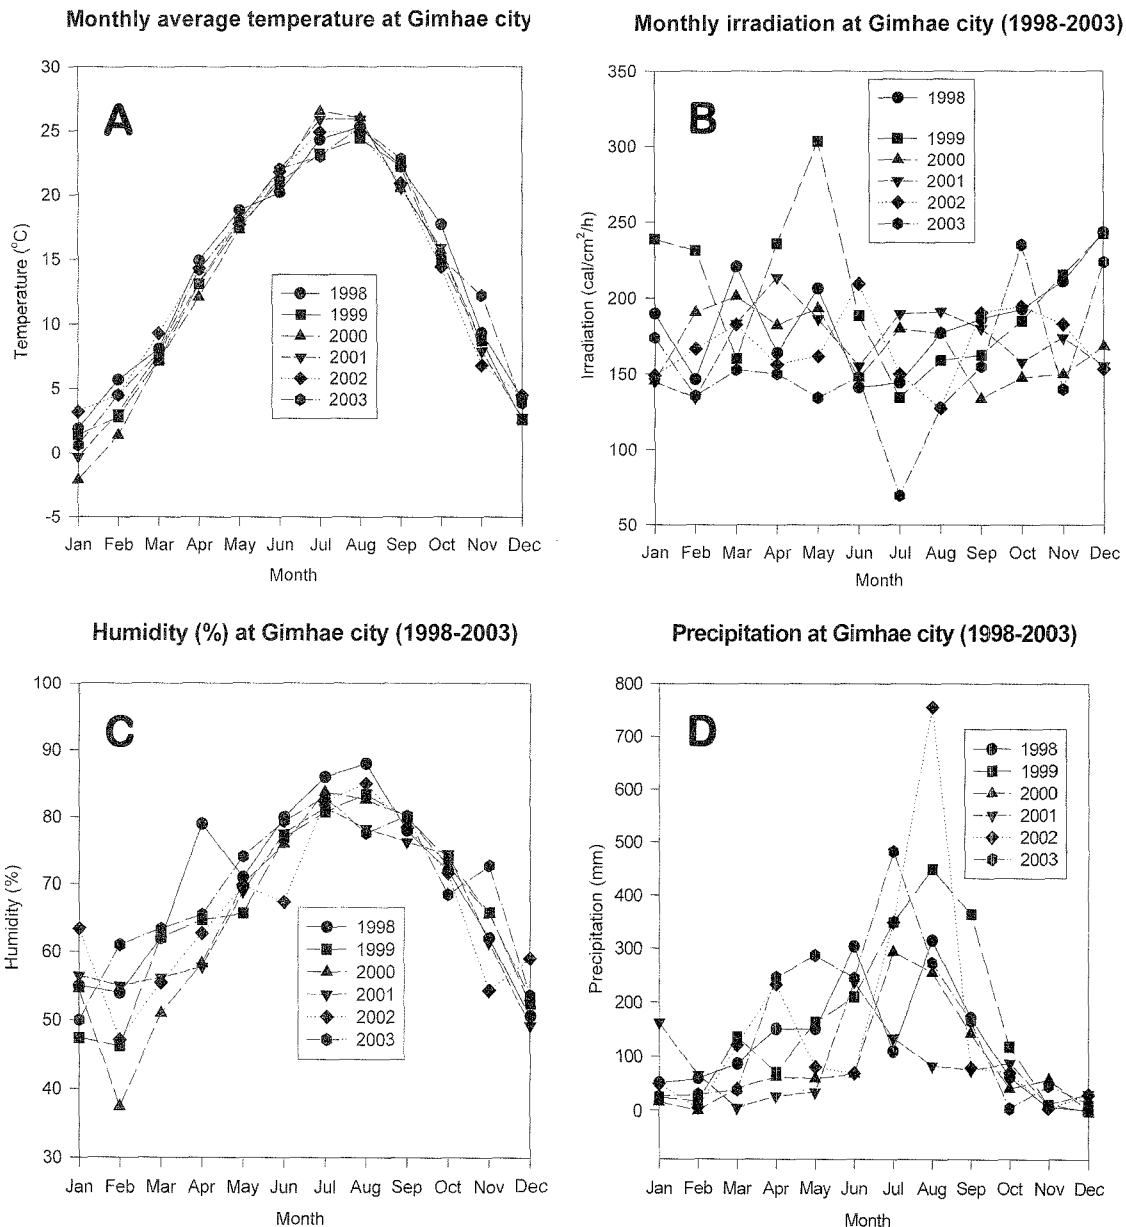 Monthly average temperature at Gimhae city
30
25
20
15
10
5
0
-5
Temperature (°C)
A
1998
1999
2000
2001
2002
2003
Jan Feb Mar Apr May Jun Jul Aug Sep Oct Nov Dec
Month
Monthly irradiation at Gimhae city (1998-2003)
350
300
250
200
150
100
50
Irradiation (cal/cm²/h)
B
1998
1999
2000
2001
2002
2003
Jan Feb Mar Apr May Jun Jul Aug Sep Oct Nov Dec
Month
Humidity (%) at Gimhae city (1998-2003)
100
90
80
70
60
50
40
30
Humidity (%)
C
1998
1999
2000
2001
2002
2003
Jan Feb Mar Apr May Jun Jul Aug Sep Oct Nov Dec
Month
Precipitation at Gimhae city (1998-2003)
800
700
600
500
400
300
200
100
0
Precipitation (mm)
D
1998
1999
2000
2001
2002
2003
Jan Feb Mar Apr May Jun Jul Aug Sep Oct Nov Dec
Month